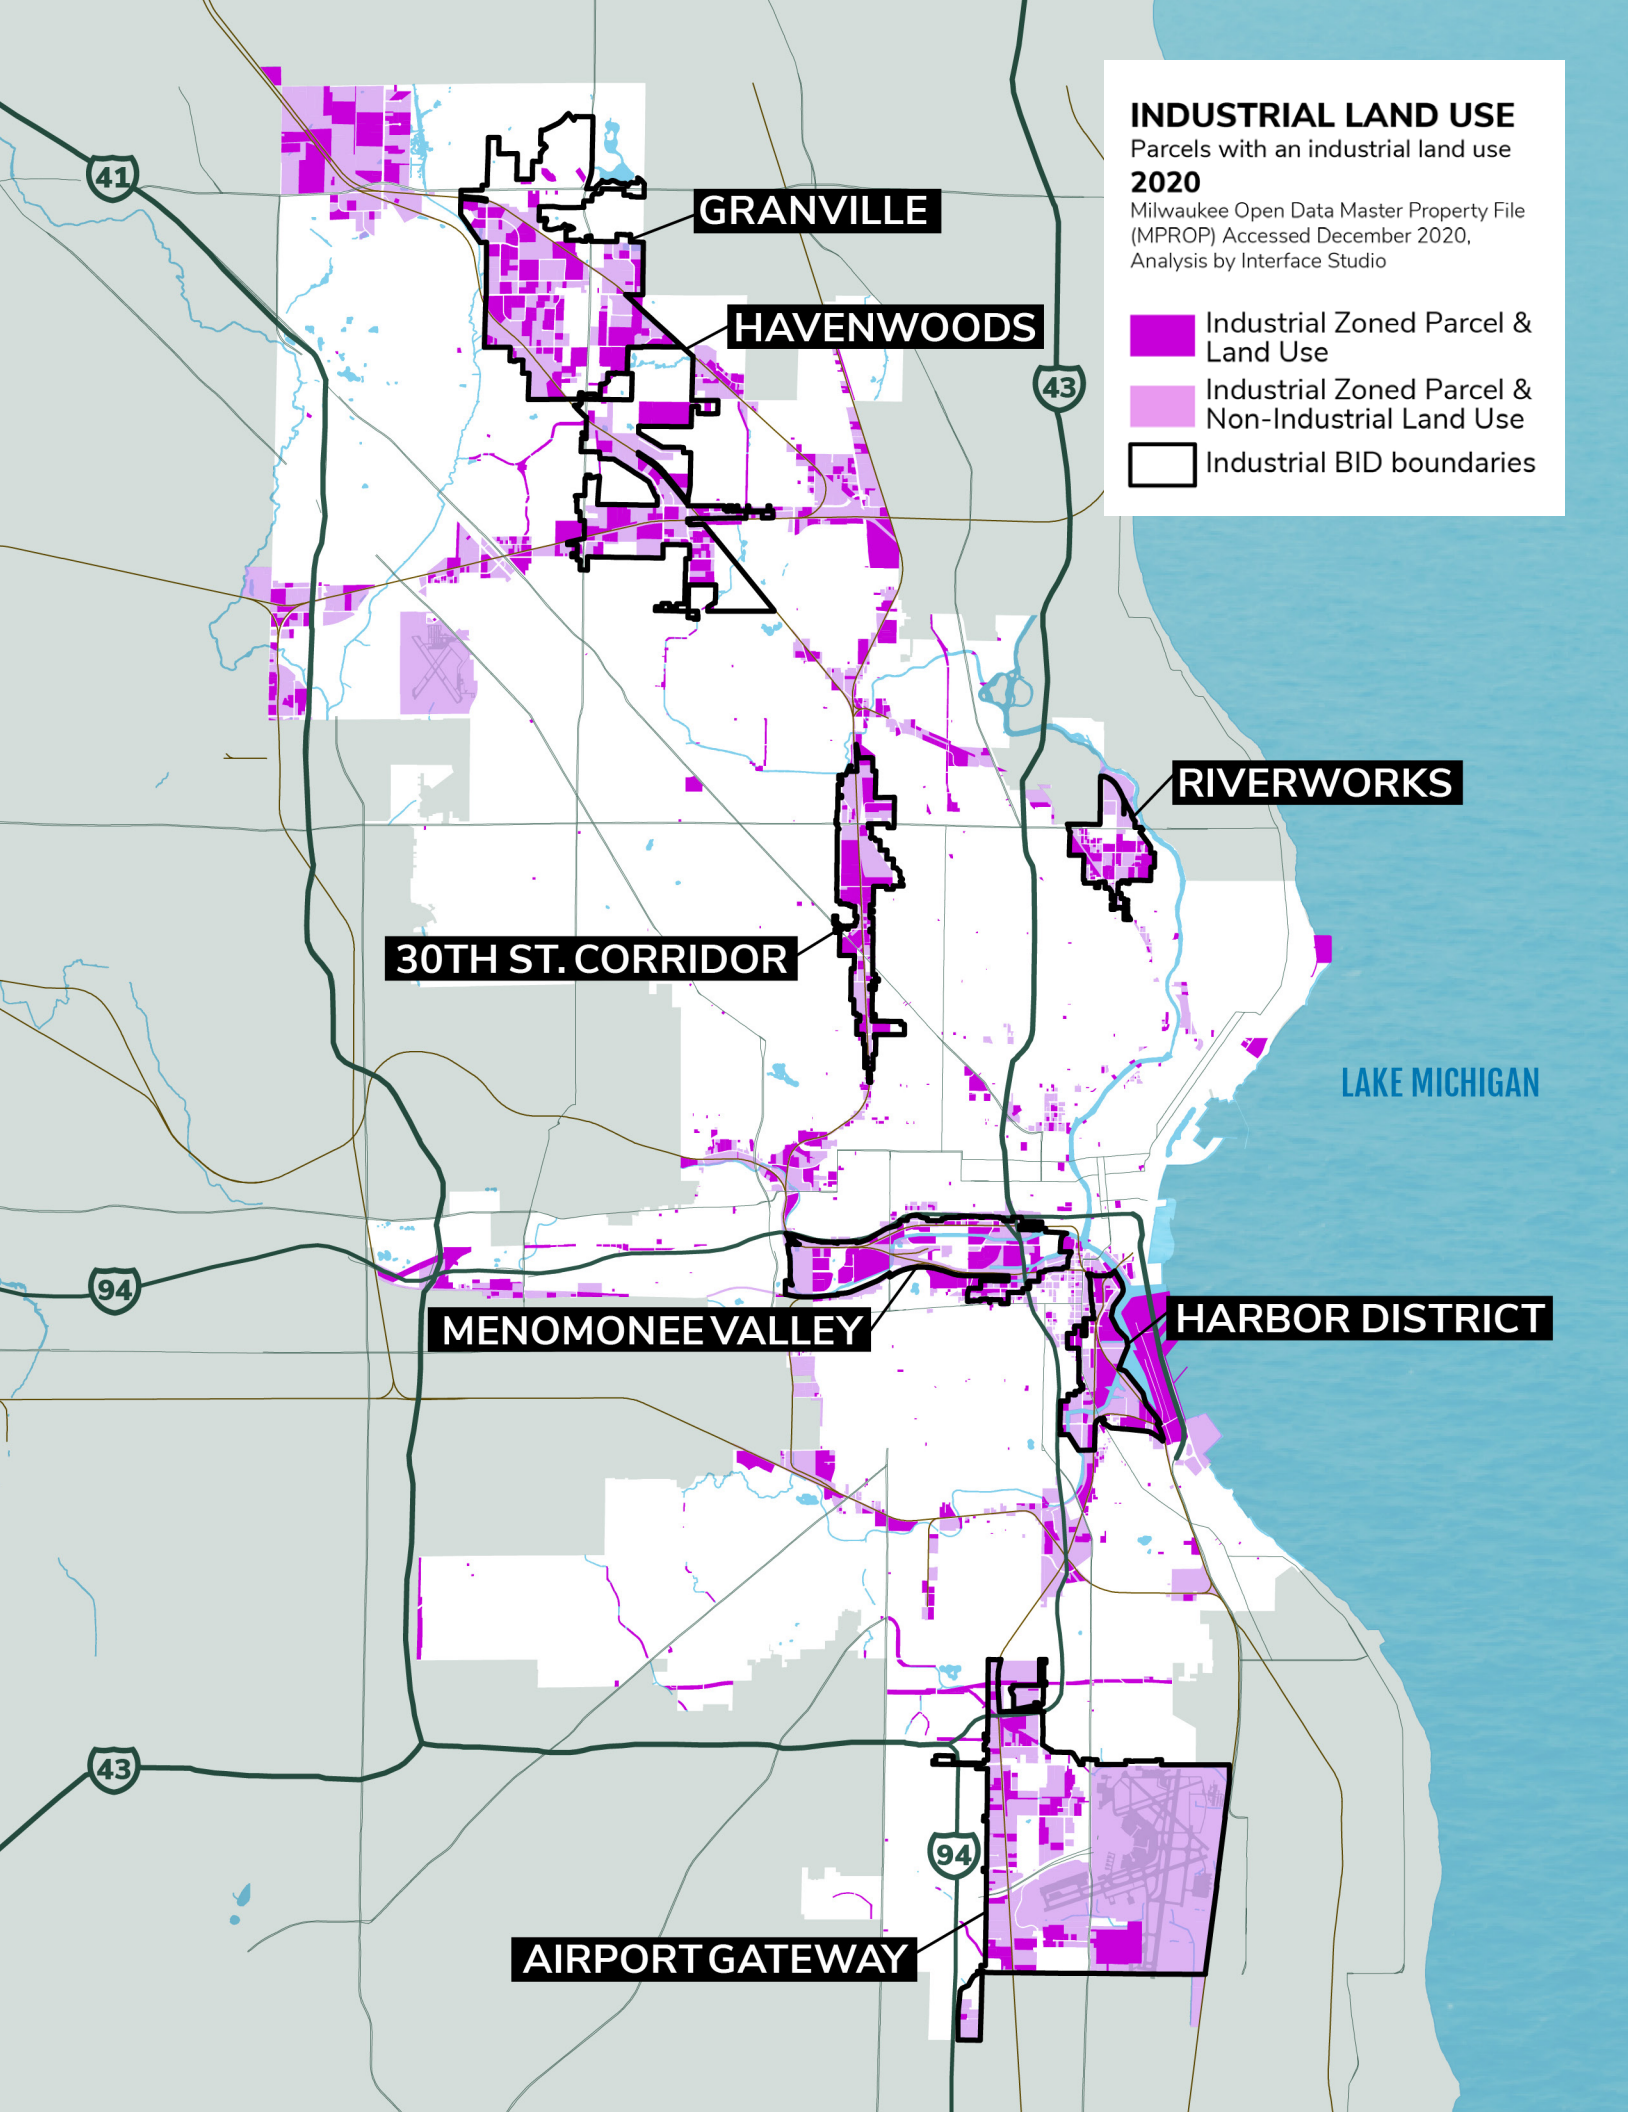 INDUSTRIAL LAND USE
Parcels with an industrial land use
2020
Milwaukee Open Data Master Property File
(MPROP) Accessed December 2020,
Analysis by Interface Studio
Industrial Zoned Parcel &
Land Use
Industrial Zoned Parcel &
Non-Industrial Land Use
Industrial BID boundaries
41
GRANVILLE
HAVENWOODS
43
RIVERWORKS
30TH ST. CORRIDOR
LAKE MICHIGAN
94
MENOMONEE VALLEY
HARBOR DISTRICT
43
94
AIRPORT GATEWAY